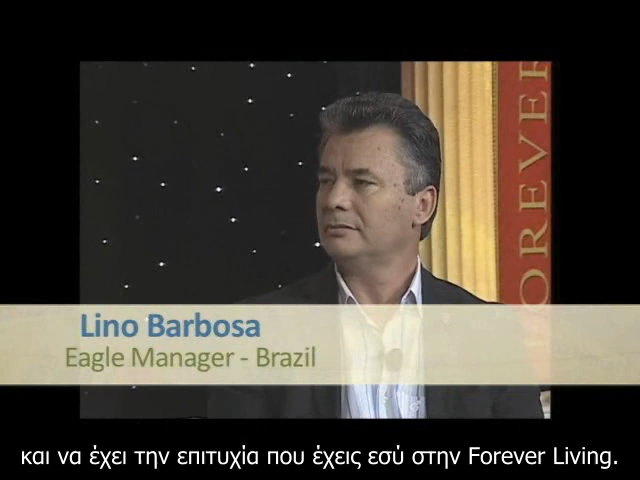 FOREVER
Lino Barbosa
Eagle Manager - Brazil
και να έχει την επιτυχία που έχεις εσύ στην Forever Living.